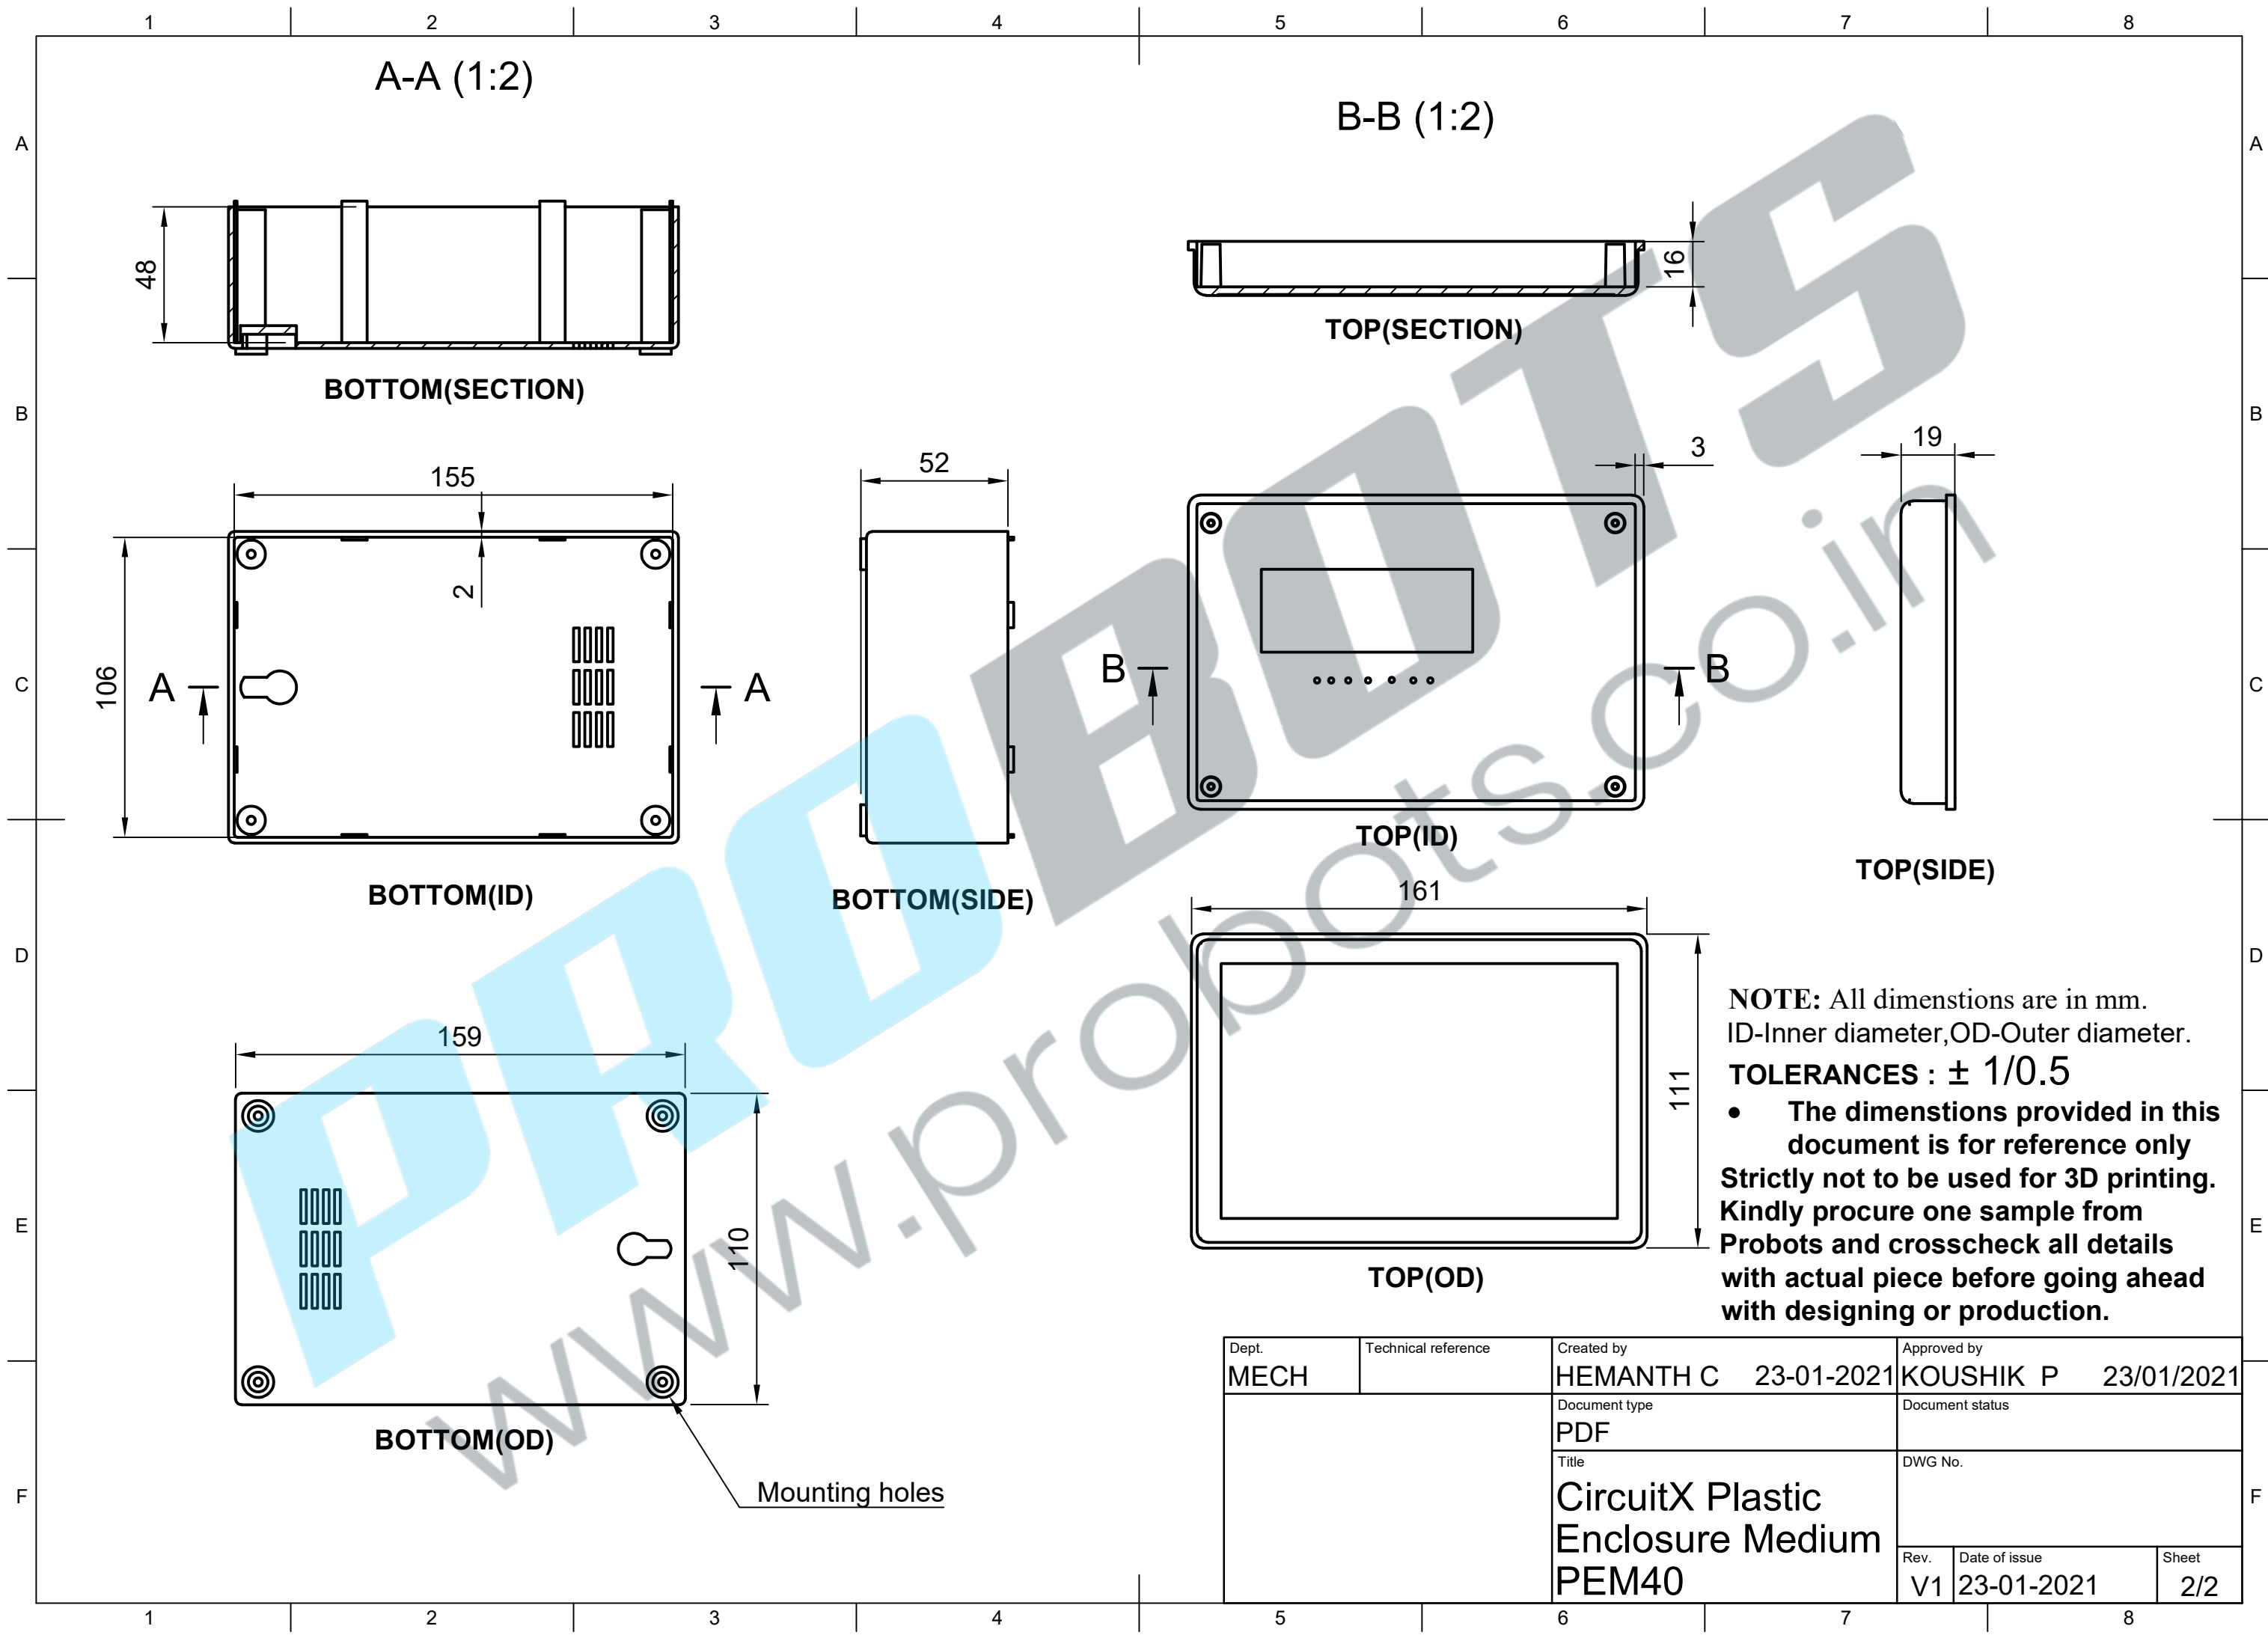 1 2 3 4 5 6 7 8
A-A (1:2)
B-B (1:2)
A A
48
16
TOP(SECTION)
BOTTOM(SECTION)
B B
155
52
3
19
2
106
A A
B B
C C
TOP(ID)
TOP(SIDE)
BOTTOM(ID)
BOTTOM(SIDE)
161
D D
159
111
110
NOTE: All dimenstions are in mm.
ID-Inner diameter,OD-Outer diameter.
TOLERANCES : ± 1/0.5
• The dimenstions provided in this
document is for reference only
Strictly not to be used for 3D printing.
Kindly procure one sample from
Probots and crosscheck all details
with actual piece before going ahead
with designing or production.
E E
TOP(OD)
BOTTOM(OD)
Mounting holes
PROBOTS
www.probots.co.in
Dept. Technical reference Created by Approved by
MECH HEMANTH C 23-01-2021 KOUSHIK P 23/01/2021
Document type Document status
PDF
Title DWG No.
CircuitX Plastic
Enclosure Medium
PEM40
Rev. Date of issue Sheet
V1 23-01-2021 2/2
F F
1 2 3 4 5 6 7 8